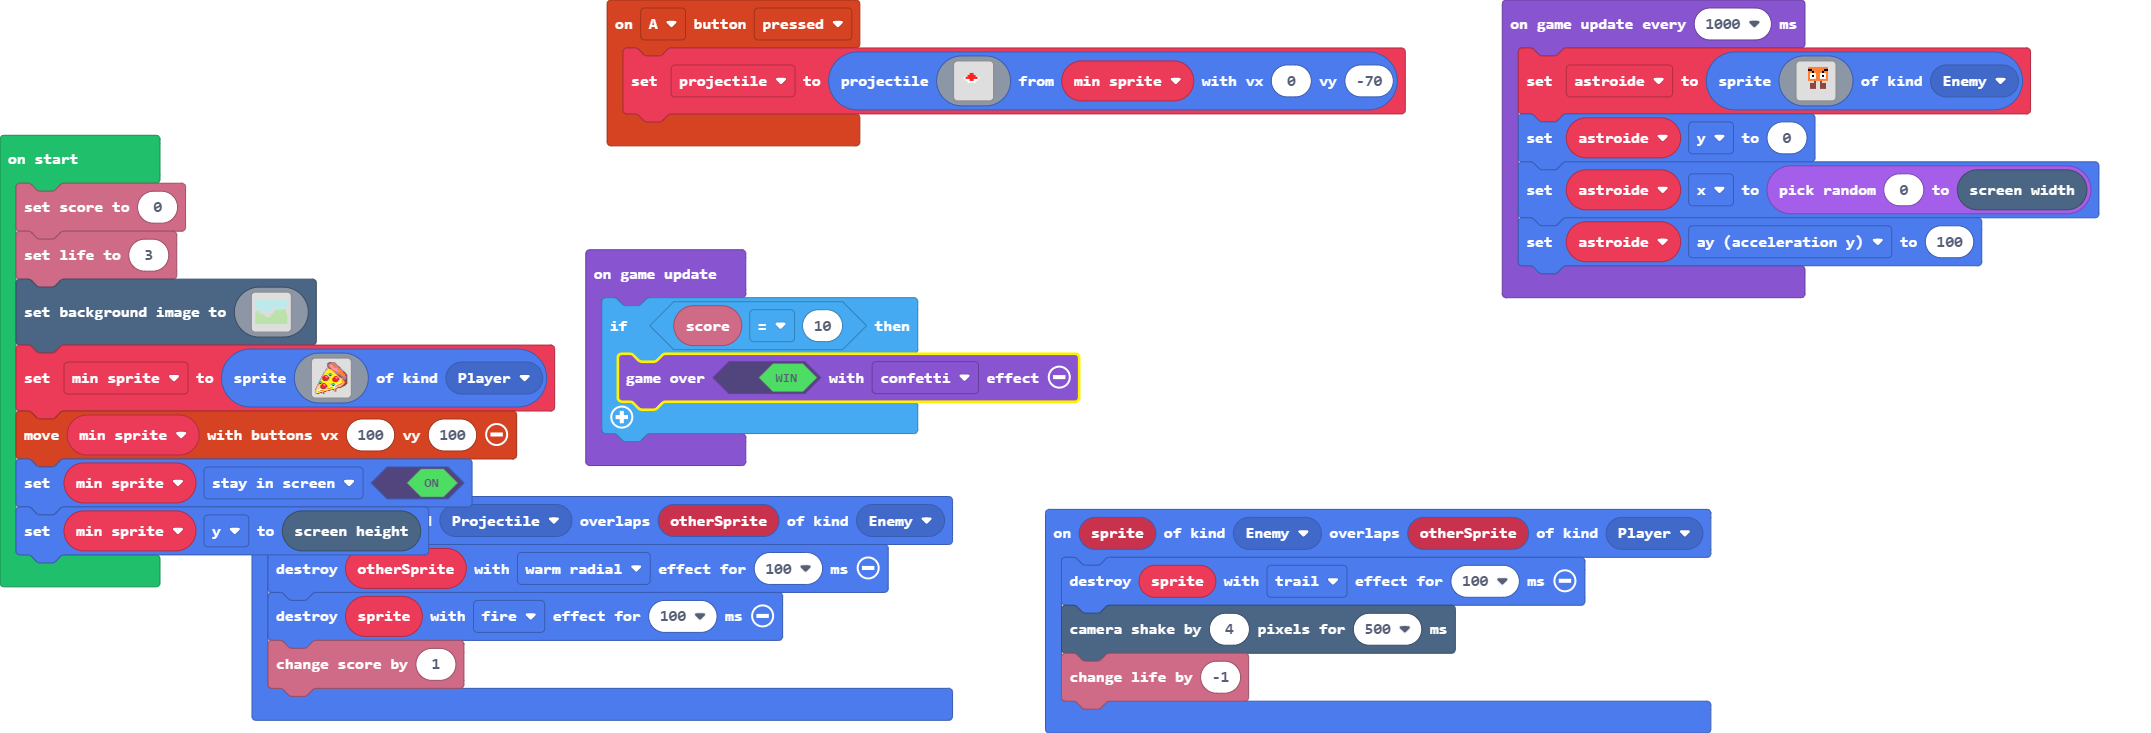 on start
set score to 0
set life to 3
set background image to
set min sprite to sprite of kind Player
move min sprite with buttons vx 100 vy 100
set min sprite stay in screen ON
set min sprite y to screen height
on A button pressed
set projectile to projectile from min sprite with vx 0 vy -70
on game update
if score = 10 then
game over WIN with confetti effect
Projectile overlaps otherSprite of kind Enemy
destroy otherSprite with warm radial effect for 100 ms
destroy sprite with fire effect for 100 ms
change score by 1
on game update every 1000 ms
set astroide to sprite of kind Enemy
set astroide y to 0
set astroide x to pick random 0 to screen width
set astroide ay (acceleration y) to 100
on sprite of kind Enemy overlaps otherSprite of kind Player
destroy sprite with trail effect for 100 ms
camera shake by 4 pixels for 500 ms
change life by -1